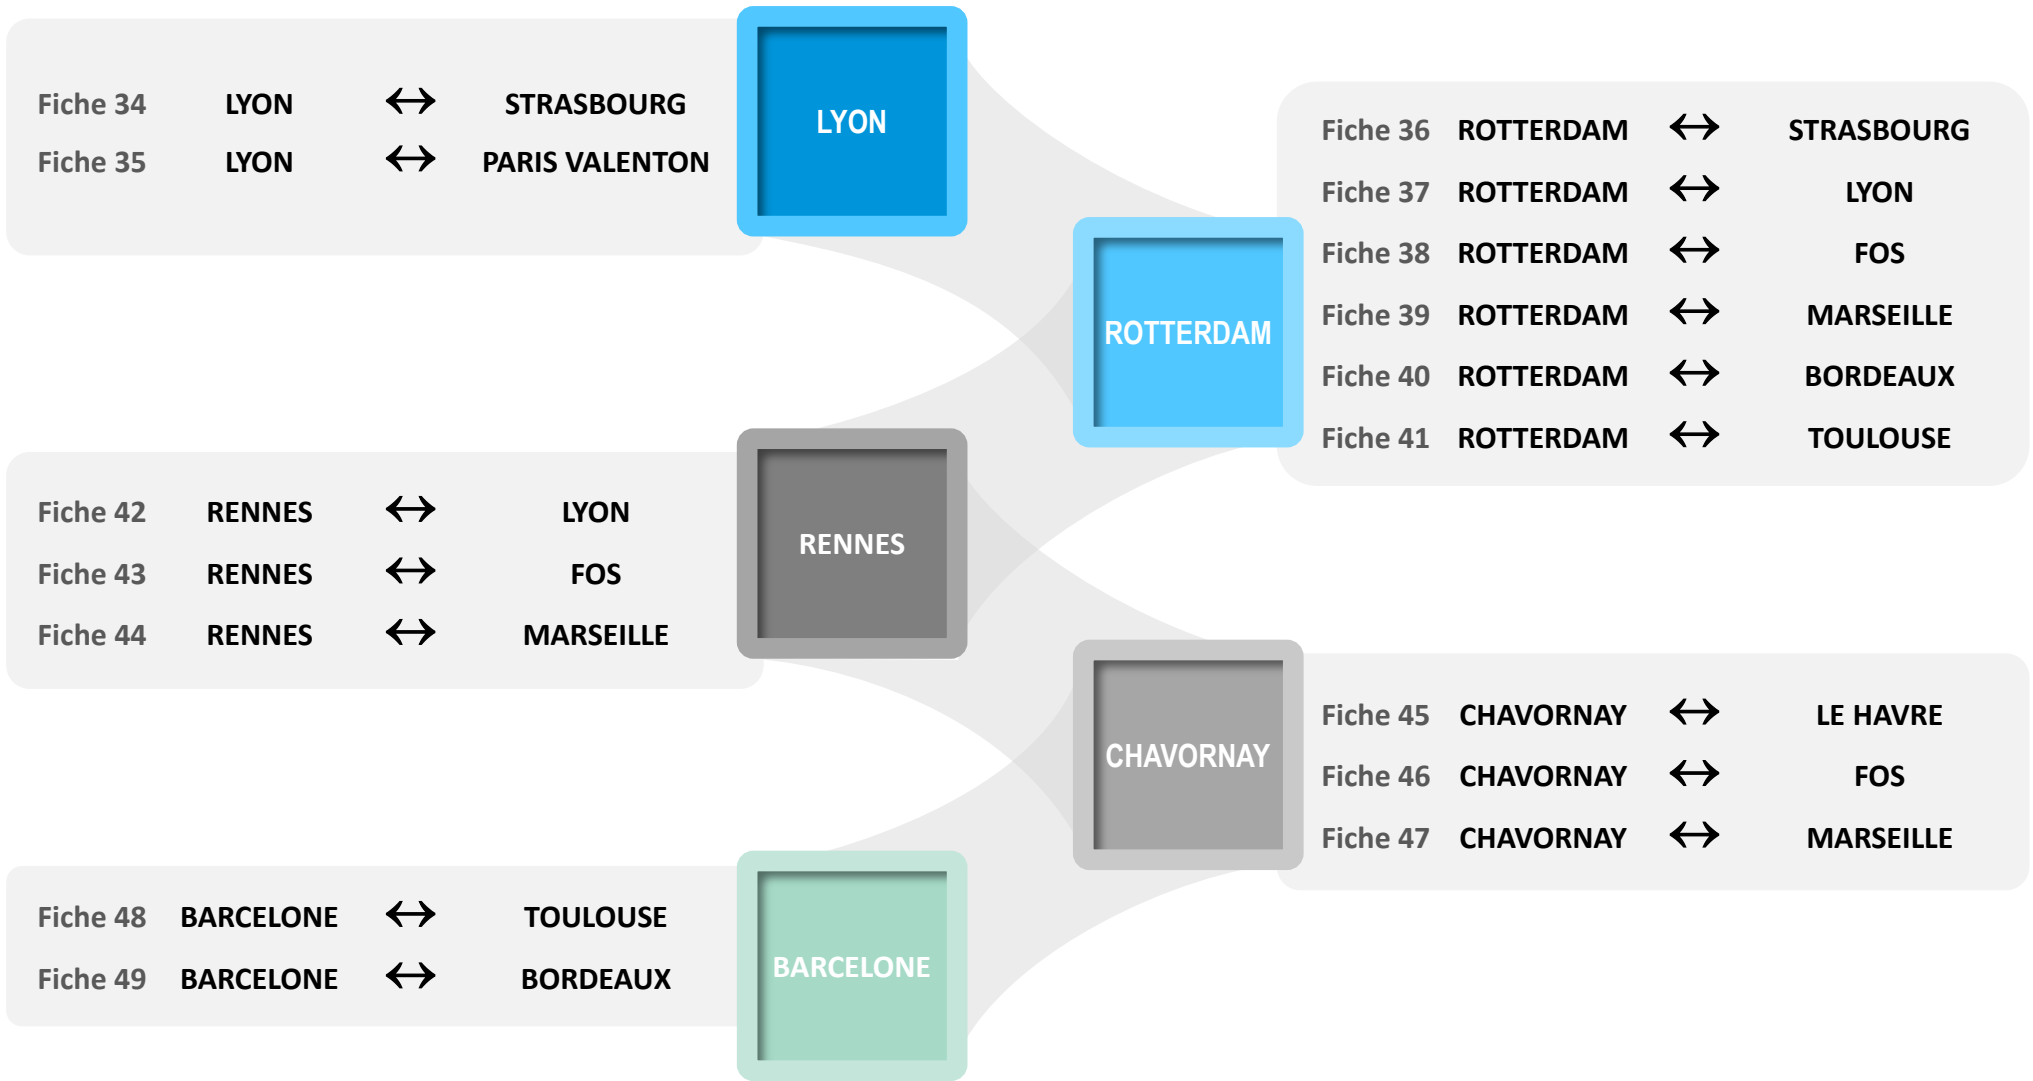 Fiche 34 LYON ↔ STRASBOURG
Fiche 35 LYON ↔ PARIS VALENTON
LYON
Fiche 36 ROTTERDAM ↔ STRASBOURG
Fiche 37 ROTTERDAM ↔ LYON
Fiche 38 ROTTERDAM ↔ FOS
Fiche 39 ROTTERDAM ↔ MARSEILLE
Fiche 40 ROTTERDAM ↔ BORDEAUX
Fiche 41 ROTTERDAM ↔ TOULOUSE
ROTTERDAM
Fiche 42 RENNES ↔ LYON
Fiche 43 RENNES ↔ FOS
Fiche 44 RENNES ↔ MARSEILLE
RENNES
Fiche 45 CHAVORNAY ↔ LE HAVRE
Fiche 46 CHAVORNAY ↔ FOS
Fiche 47 CHAVORNAY ↔ MARSEILLE
CHAVORNAY
Fiche 48 BARCELONE ↔ TOULOUSE
Fiche 49 BARCELONE ↔ BORDEAUX
BARCELONE